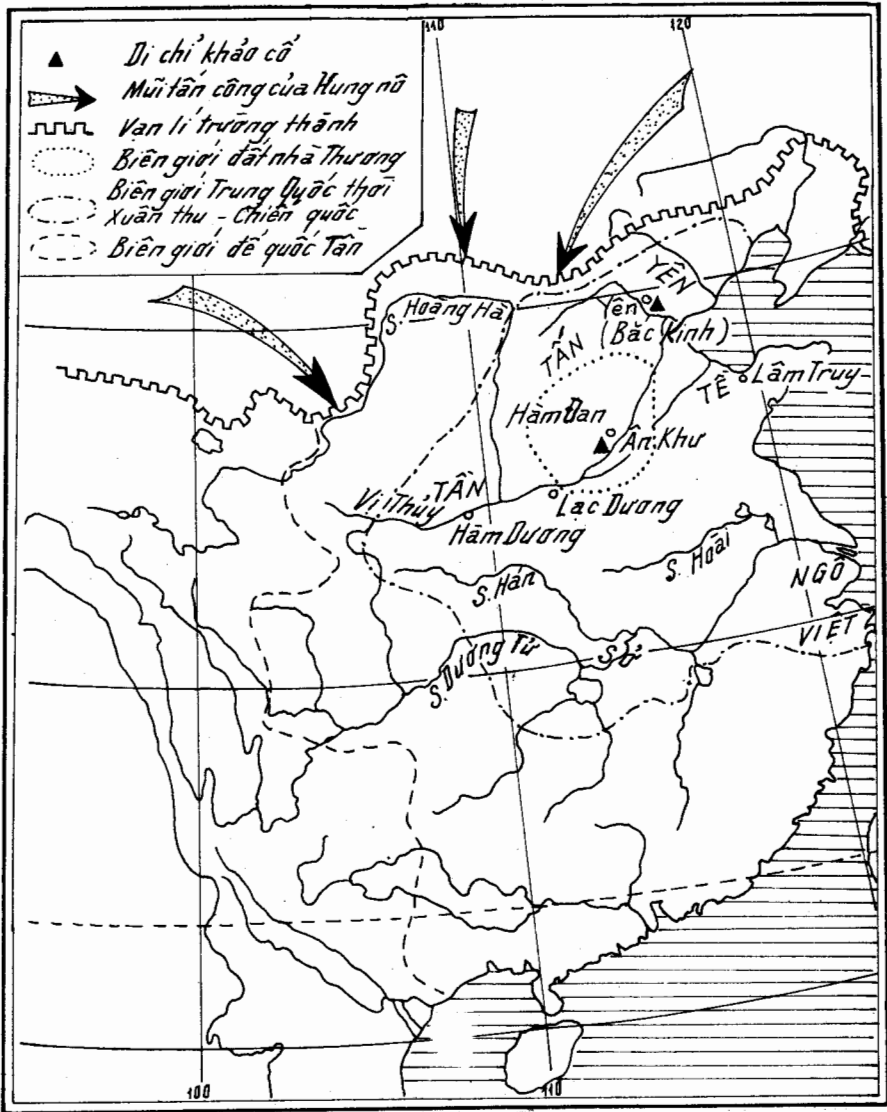 110
120
Di chỉ khảo cổ
Mũi tấn công của Hung nô
Vạn lí trường thành
Biên giới đất nhà Thương
Biên giới Trung Quốc thời
Xuân thu - Chiến quốc
Biên giới đế quốc Tần
S. Hoàng Hà
YÊN
Yên
(Bắc Kinh)
TẤN
TỀ
Lâm Truy
Hàm Đan
Ân Khư
TẦN
Vị Thủy
Hàm Dương
Lạc Dương
S. Hán
S. Hoài
NGÔ
VIỆT
S. Dương Tử
SỞ
100
110